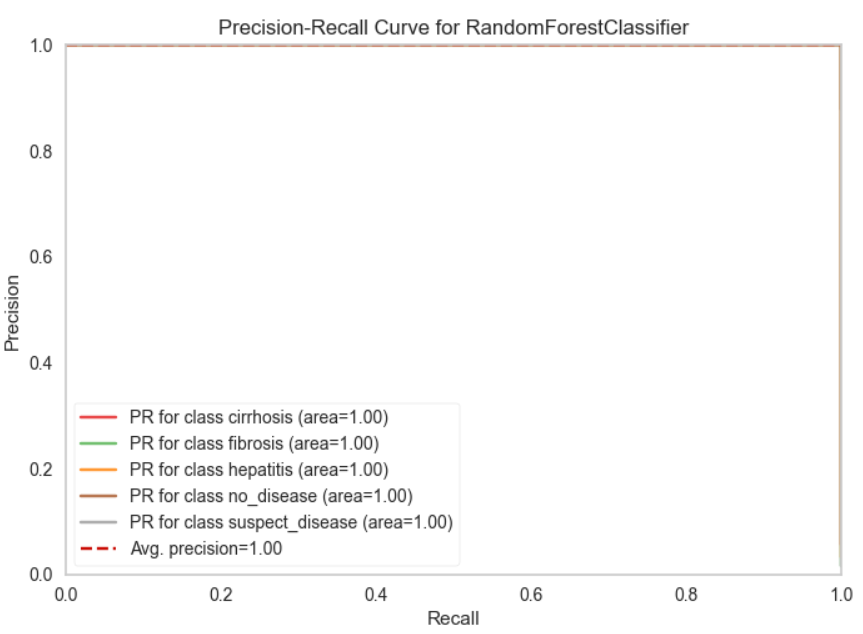 Precision-Recall Curve for RandomForestClassifier
1.0
0.8
0.6
0.4
0.2
0.0
Precision
PR for class cirrhosis (area=1.00)
PR for class fibrosis (area=1.00)
PR for class hepatitis (area=1.00)
PR for class no_disease (area=1.00)
PR for class suspect_disease (area=1.00)
Avg. precision=1.00
0.0 0.2 0.4 0.6 0.8 1.0
Recall